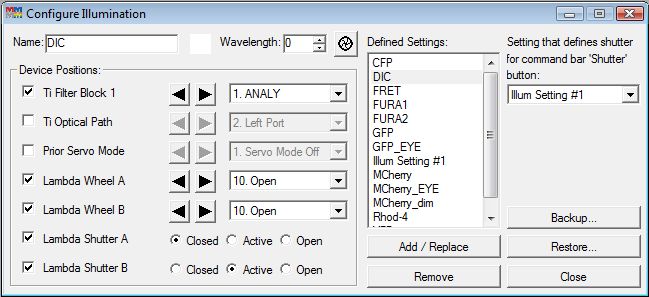 Configure Illumination
Name: DIC
Wavelength: 0
Device Positions:
Ti Filter Block 1
1. ANALY
Ti Optical Path
2. Left Port
Prior Servo Mode
1. Servo Mode Off
Lambda Wheel A
10. Open
Lambda Wheel B
10. Open
Lambda Shutter A
Closed Active Open
Lambda Shutter B
Closed Active Open
Defined Settings:
CFP
DIC
FRET
FURA1
FURA2
GFP
GFP_EYE
Illum Setting #1
MCherry
MCherry_EYE
MCherry_dim
Rhod-4
Add / Replace
Remove
Setting that defines shutter
for command bar 'Shutter'
button:
Illum Setting #1
Backup...
Restore...
Close